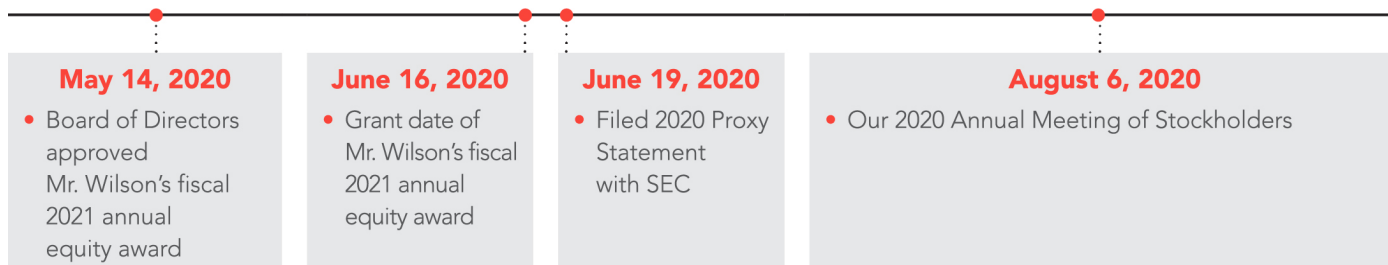 May 14, 2020
• Board of Directors
approved
Mr. Wilson’s fiscal
2021 annual
equity award
June 16, 2020
• Grant date of
Mr. Wilson’s fiscal
2021 annual
equity award
June 19, 2020
• Filed 2020 Proxy
Statement
with SEC
August 6, 2020
• Our 2020 Annual Meeting of Stockholders